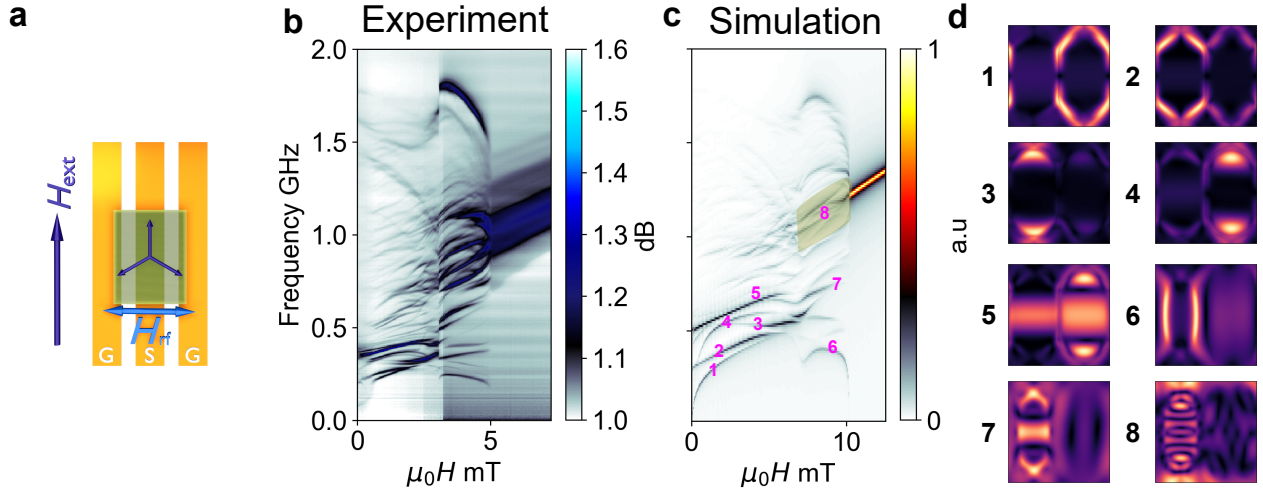 a
H_ext
H_rf
G S G
b
Experiment
Frequency GHz
2.0
1.5
1.0
0.5
0.0
0
5
μ₀H mT
1.6
1.5
1.4
1.3
1.2
1.1
1.0
dB
c
Simulation
8
7
5
4
3
6
2
1
0
10
μ₀H mT
1
0
a.u
d
1
2
3
4
5
6
7
8